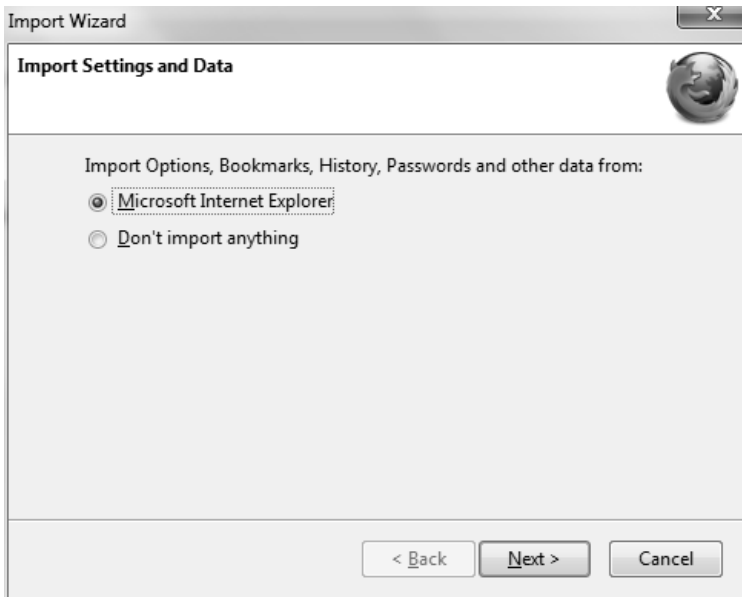 Import Wizard
X
Import Settings and Data
Import Options, Bookmarks, History, Passwords and other data from:
Microsoft Internet Explorer
Don't import anything
< Back Next > Cancel